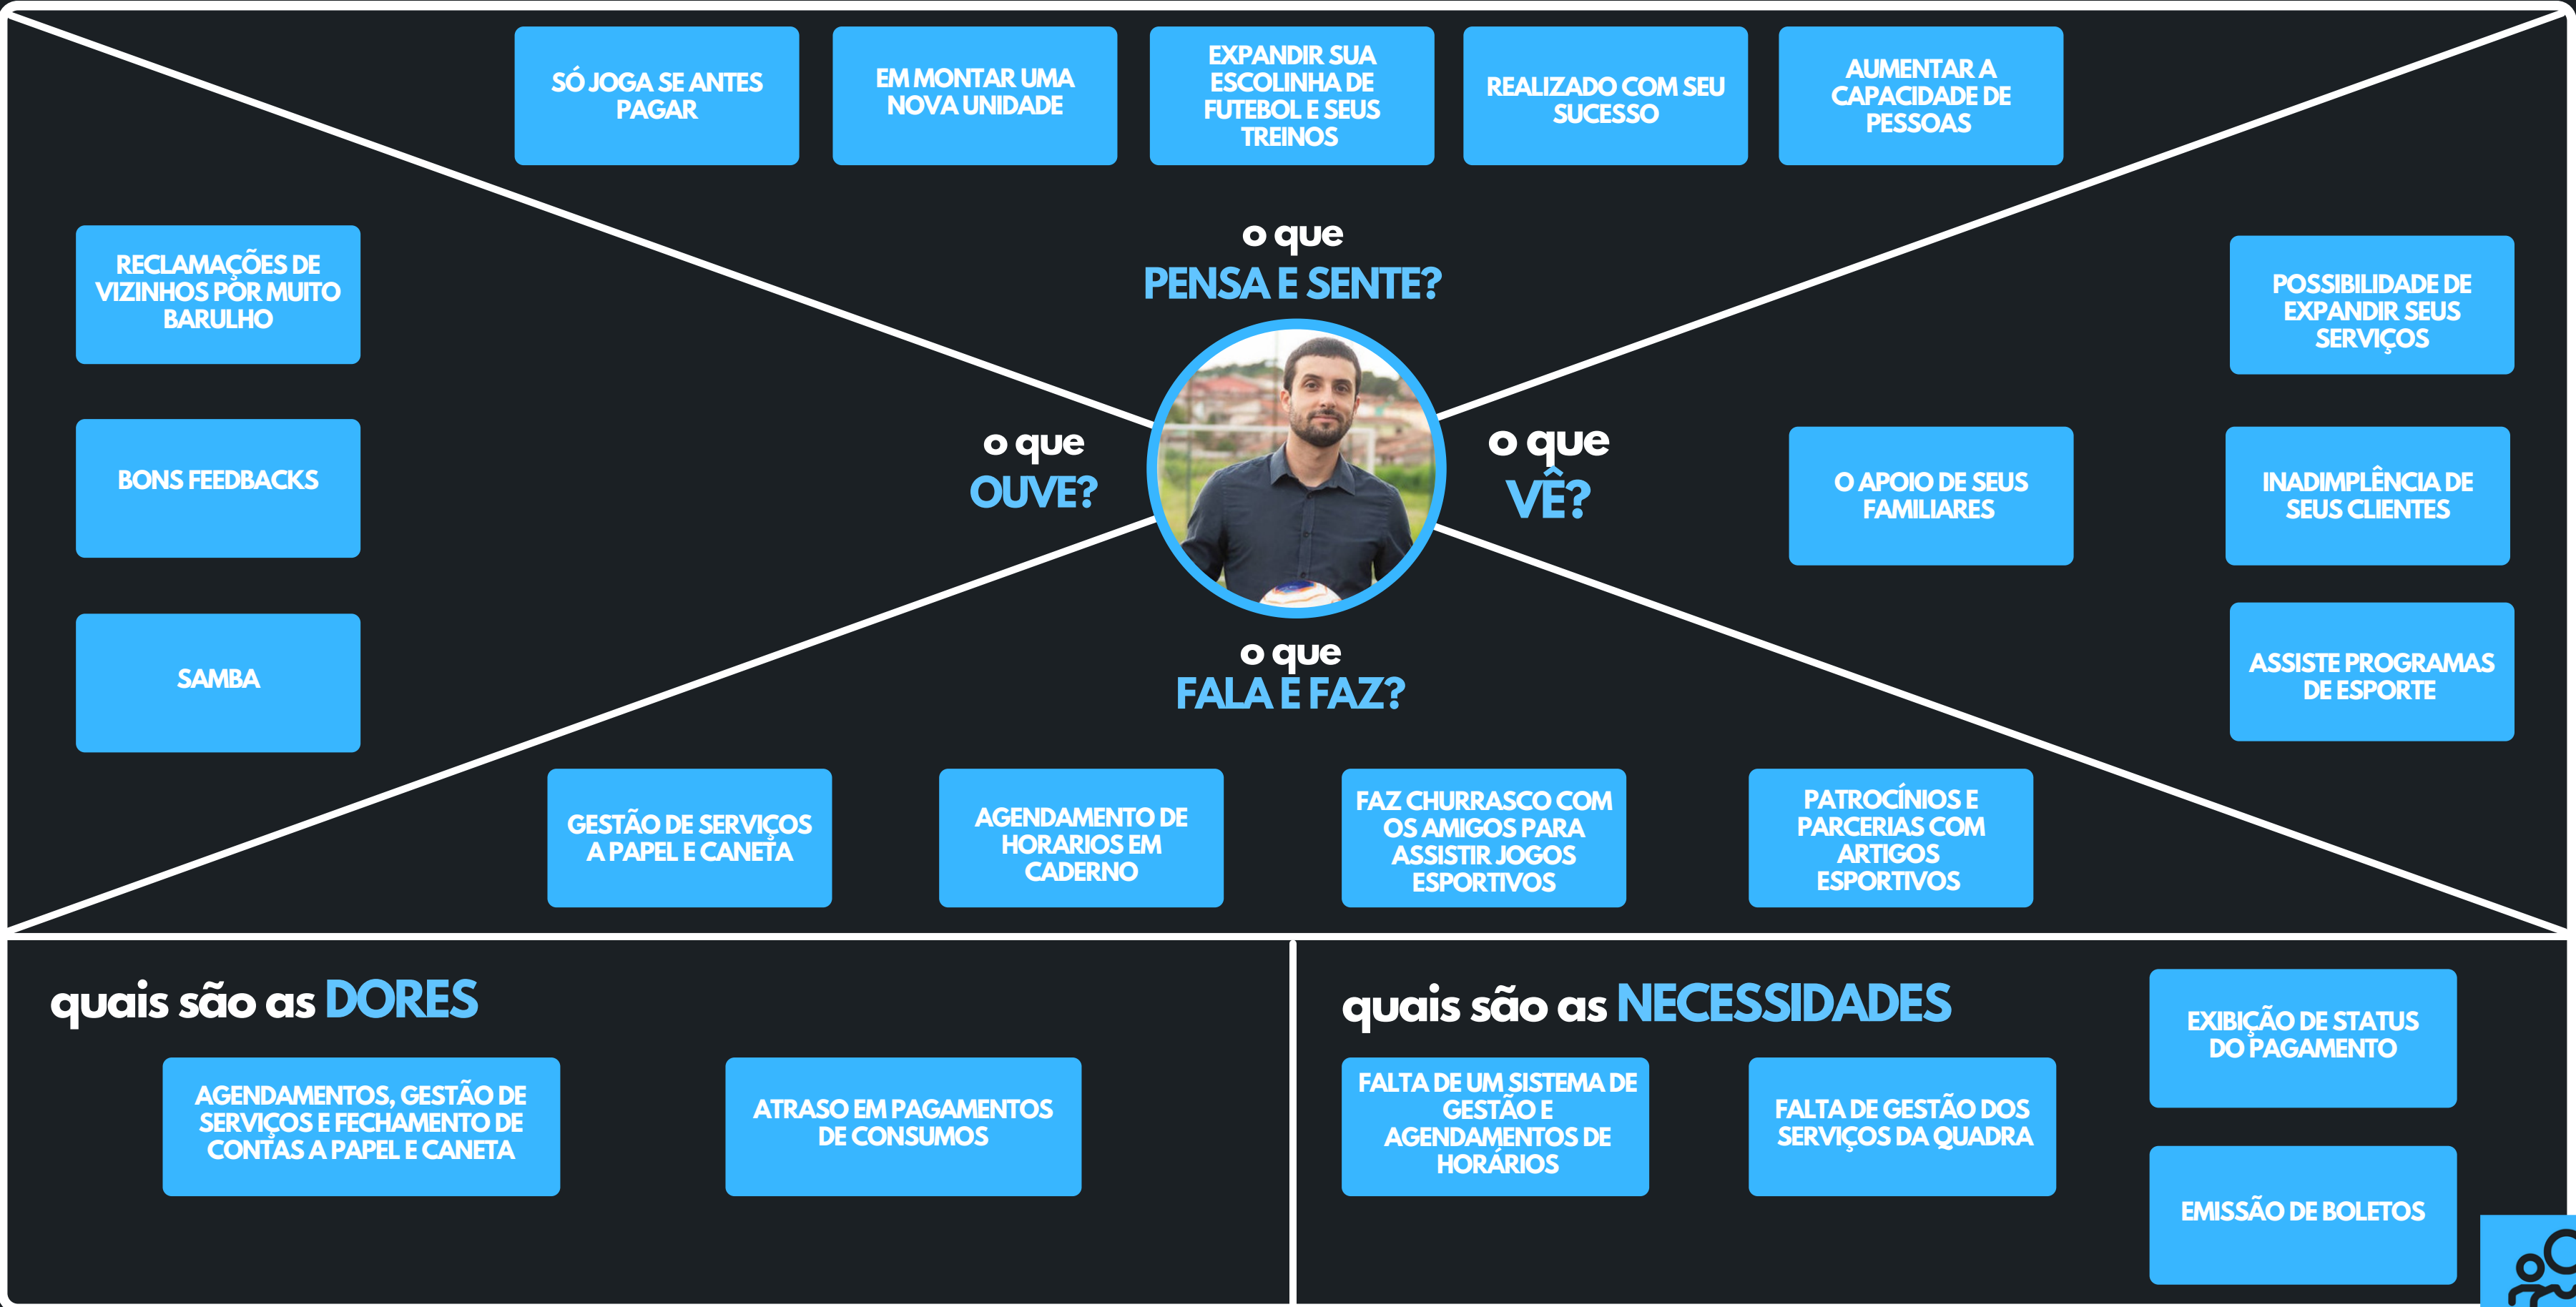 SÓ JOGA SE ANTES
PAGAR
EM MONTAR UMA
NOVA UNIDADE
EXPANDIR SUA
ESCOLINHA DE
FUTEBOL E SEUS
TREINOS
REALIZADO COM SEU
SUCESSO
AUMENTAR A
CAPACIDADE DE
PESSOAS
o que
PENSA E SENTE?
RECLAMAÇÕES DE
VIZINHOS POR MUITO
BARULHO
BONS FEEDBACKS
SAMBA
o que
OUVE?
o que
VÊ?
POSSIBILIDADE DE
EXPANDIR SEUS
SERVIÇOS
O APOIO DE SEUS
FAMILIARES
INADIMPLÊNCIA DE
SEUS CLIENTES
ASSISTE PROGRAMAS
DE ESPORTE
o que
FALA E FAZ?
GESTÃO DE SERVIÇOS
A PAPEL E CANETA
AGENDAMENTO DE
HORARIOS EM
CADERNO
FAZ CHURRASCO COM
OS AMIGOS PARA
ASSISTIR JOGOS
ESPORTIVOS
PATROCÍNIOS E
PARCERIAS COM
ARTIGOS
ESPORTIVOS
quais são as DORES
AGENDAMENTOS, GESTÃO DE
SERVIÇOS E FECHAMENTO DE
CONTAS A PAPEL E CANETA
ATRASO EM PAGAMENTOS
DE CONSUMOS
quais são as NECESSIDADES
FALTA DE UM SISTEMA DE
GESTÃO E
AGENDAMENTOS DE
HORÁRIOS
FALTA DE GESTÃO DOS
SERVIÇOS DA QUADRA
EXIBIÇÃO DE STATUS
DO PAGAMENTO
EMISSÃO DE BOLETOS